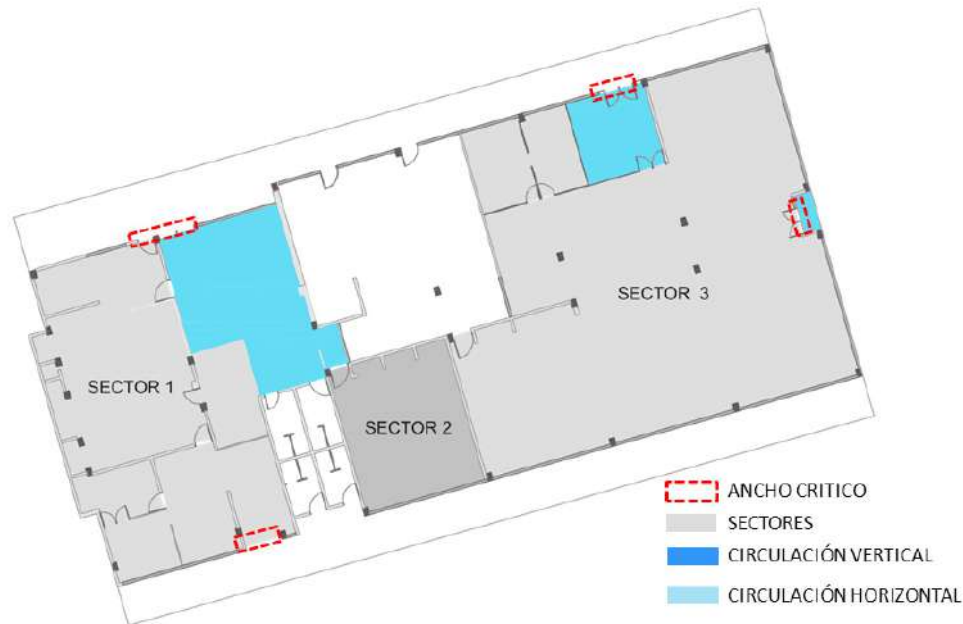 SECTOR 3
SECTOR 1
SECTOR 2
ANCHO CRITICO
SECTORES
CIRCULACIÓN VERTICAL
CIRCULACIÓN HORIZONTAL